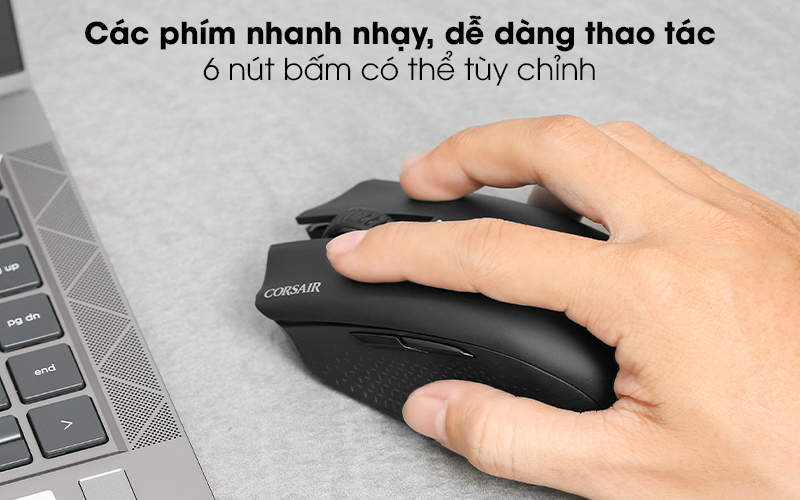 Các phím nhanh nhạy, dễ dàng thao tác
6 nút bấm có thể tùy chỉnh
CORSAIR
up
pg dn
end
>